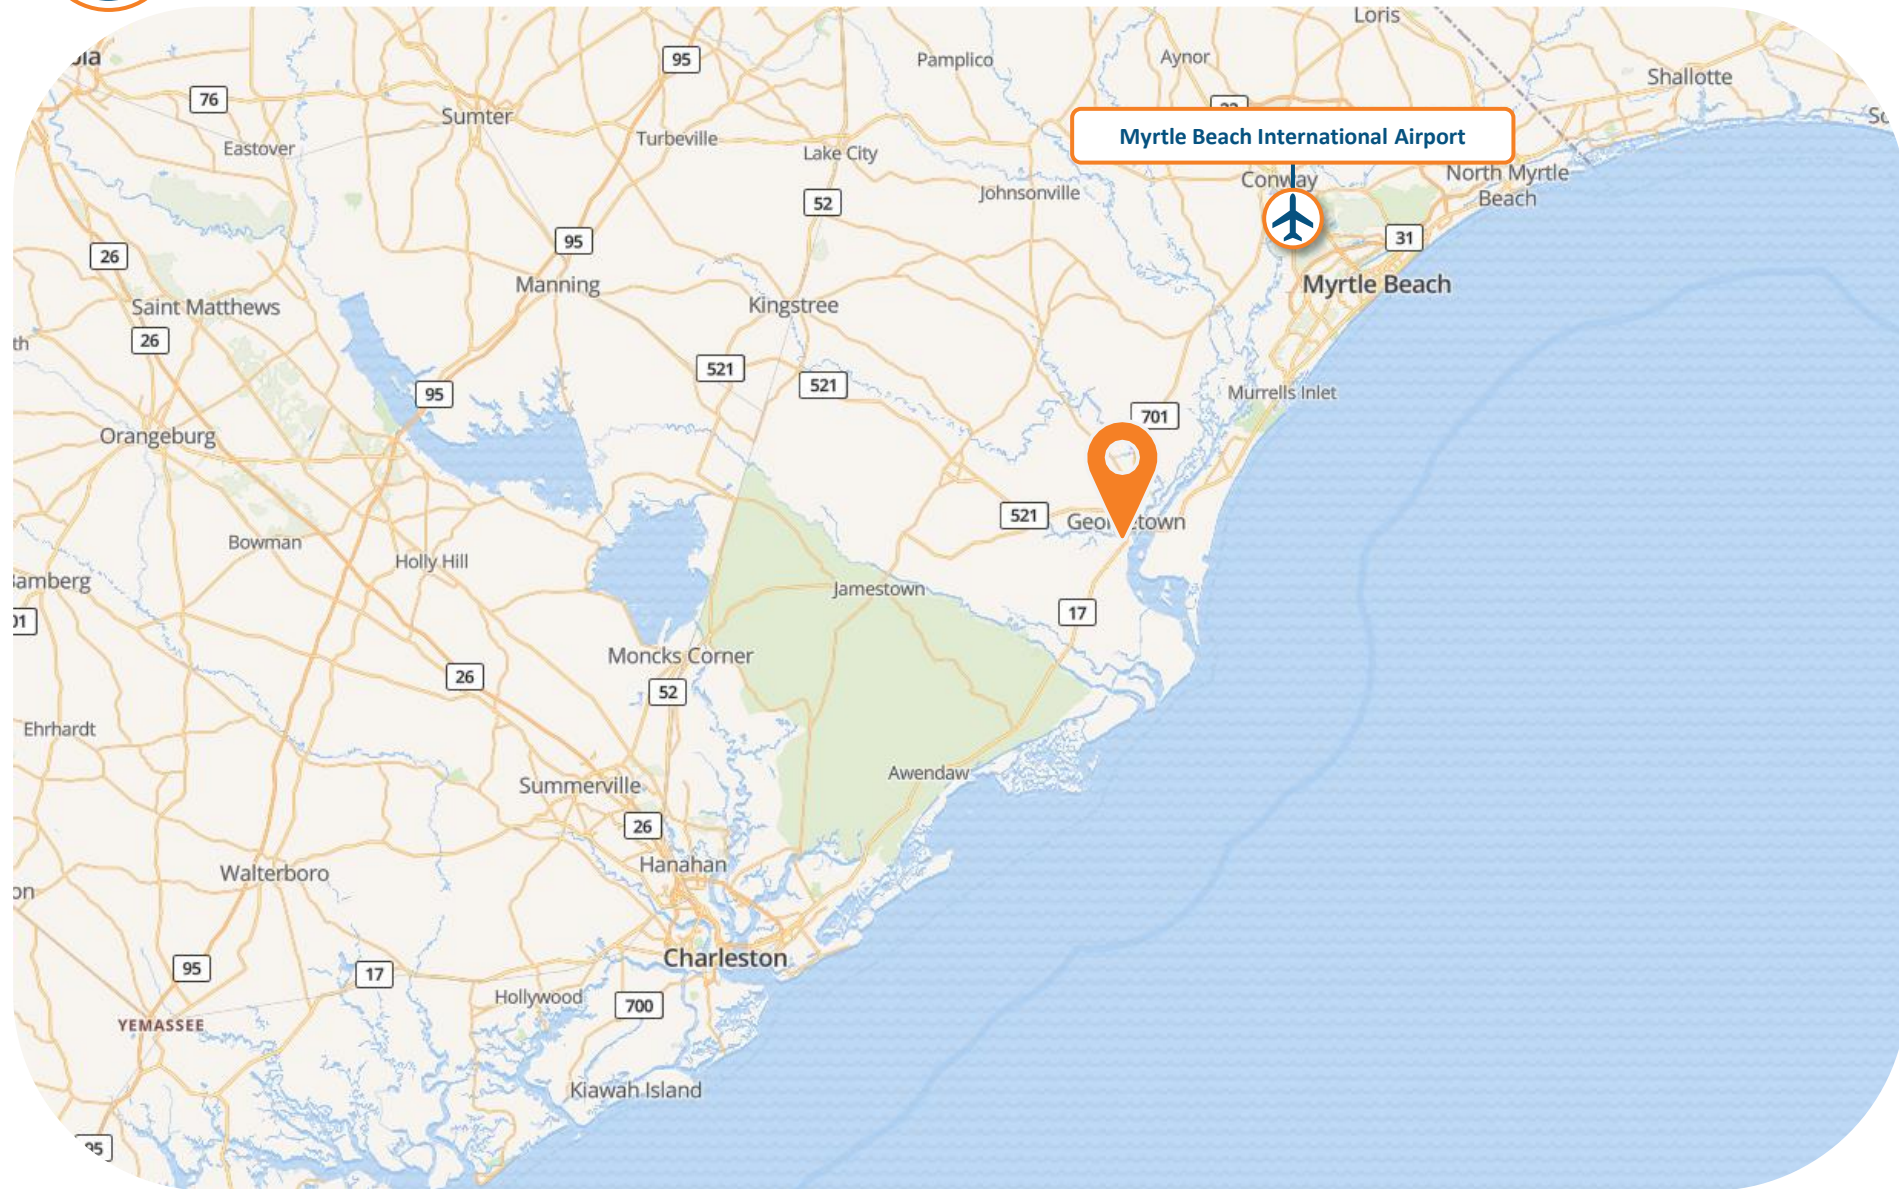 Loris
Pamplico
Aynor
95
Shallotte
76
Sumter
Turbeville
Eastover
Lake City
Myrtle Beach International Airport
Conway
North Myrtle
Beach
Johnsonville
52
95
31
26
Manning
Myrtle Beach
Saint Matthews
Kingstree
26
521
521
95
Murrells Inlet
701
Orangeburg
521
Georgetown
Bowman
Holly Hill
Jamestown
17
Moncks Corner
26
52
Ehrhardt
Awendaw
Summerville
26
Hanahan
Walterboro
Charleston
95
17
Hollywood
700
YEMASSEE
Kiawah Island
95